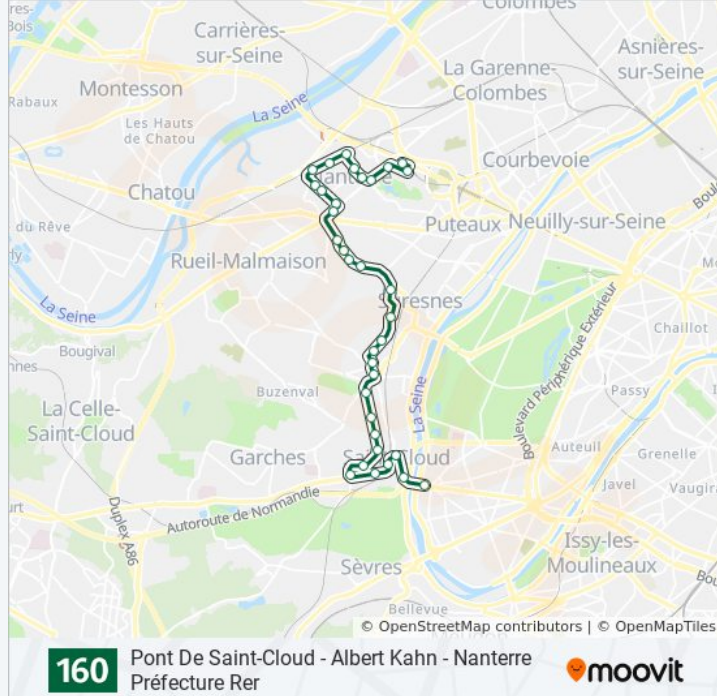 Colombes
Carrières-
sur-Seine
Asnières-
sur-Seine
La Garenne-
Colombes
Montesson
Rabaux
La Seine
Les Hauts
de Chatou
Courbevoie
Chatou
du Rêve
Puteaux
Neuilly-sur-Seine
Rueil-Malmaison
La Seine
Suresnes
Chaillot
Bougival
Boulevard Périphérique Extérieur
La Seine
Passy
Buzenval
La Celle-
Saint-Cloud
Auteuil
Grenelle
Garches
Saint-Cloud
Javel
Autoroute de Normandie
Duplex A86
Issy-les-
Moulineaux
Sèvres
Bellevue
© OpenStreetMap contributors | © OpenMapTiles
160
Pont De Saint-Cloud - Albert Kahn - Nanterre
Préfecture Rer
moovit